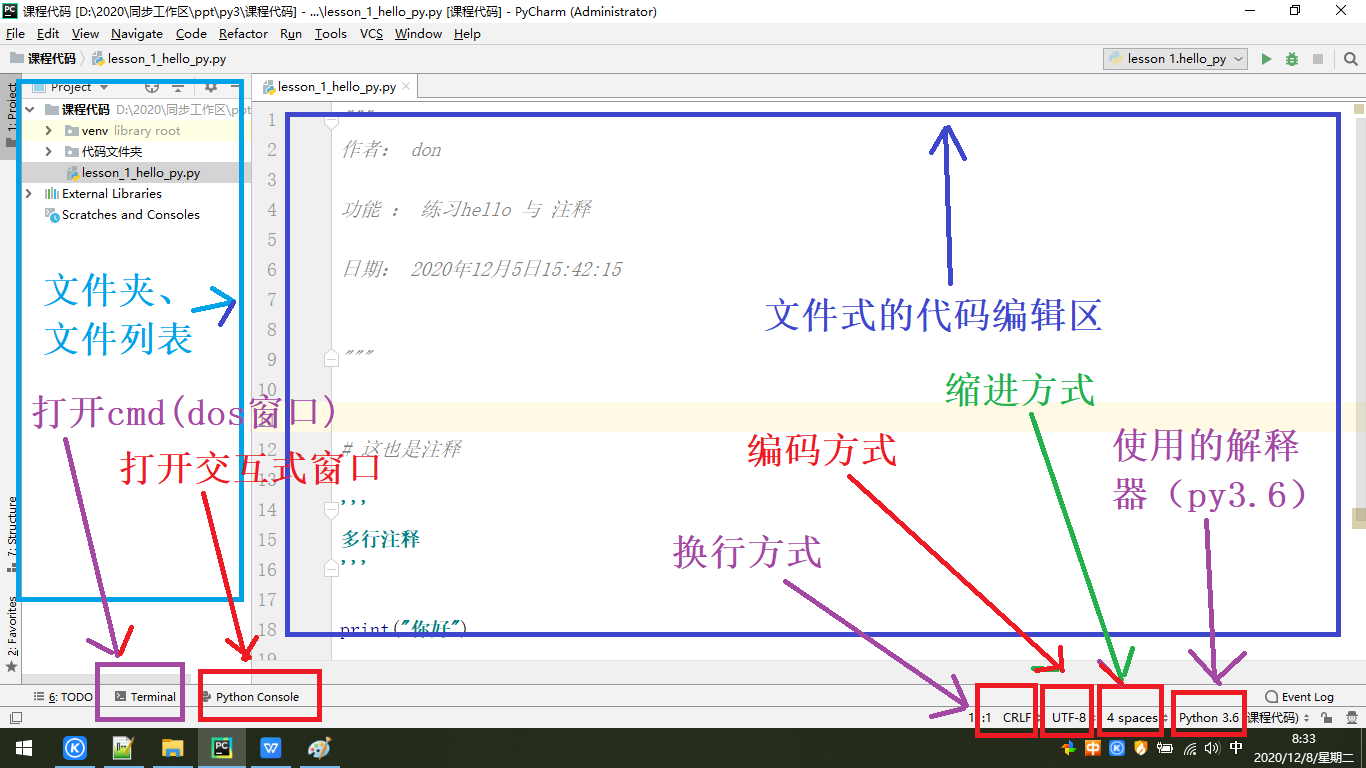 课程代码 [D:\2020\同步工作区\ppt\py3\课程代码] - ...\lesson_1_hello_py.py [课程代码] - PyCharm (Administrator)
File Edit View Navigate Code Refactor Run Tools VCS Window Help
课程代码 lesson_1_hello_py.py
lesson 1.hello_py
1: Project
Project
课程代码 D:\2020\同步工作区\ppt
venv library root
代码文件夹
lesson_1_hello_py.py
External Libraries
Scratches and Consoles
文件夹、
文件列表
打开cmd(dos窗口)
打开交互式窗口
7: Structure
2: Favorites
lesson_1_hello_py.py
1 """
2 作者： don
3
4 功能 ： 练习hello 与 注释
5
6 日期： 2020年12月5日15:42:15
7
8
9 """
10
12 # 这也是注释
14 '''
15 多行注释
16 '''
17
18 print("你好")
19
文件式的代码编辑区
缩进方式
编码方式
使用的解释
器（py3.6）
换行方式
6: TODO Terminal Python Console Event Log
:1 CRLF UTF-8 4 spaces Python 3.6 (课程代码)
中 中 8:33
2020/12/8/星期二